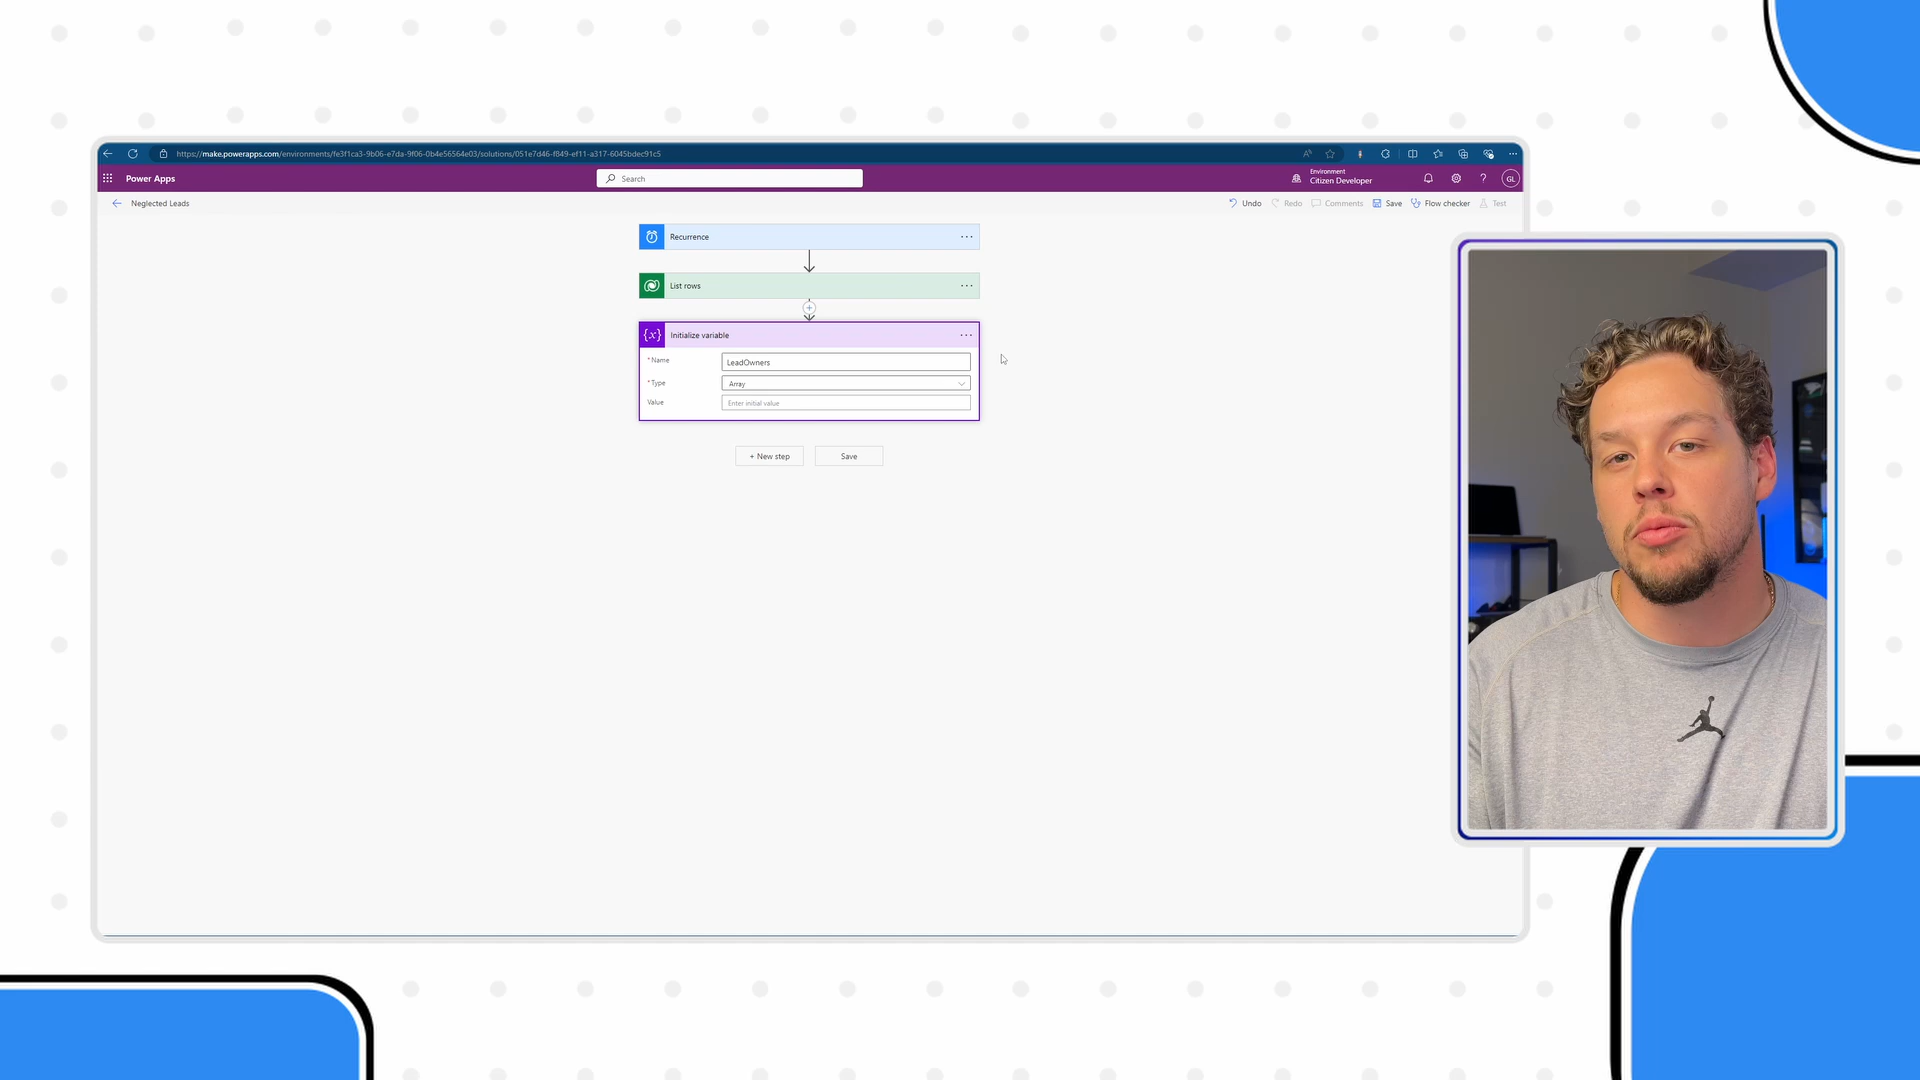 https://make.powerapps.com/environments/fe3f1ca3-9b06-e7da-9f06-0b4e56564e03/solutions/051e7d46-f849-ef11-a317-6045bdec91c5
Power Apps
Search
Environment
Citizen Developer
?
GL
Neglected Leads
Undo
Redo
Comments
Save
Flow checker
Test
Recurrence
List rows
{x}
Initialize variable
* Name
LeadOwners
* Type
Array
Value
Enter initial value
+ New step
Save